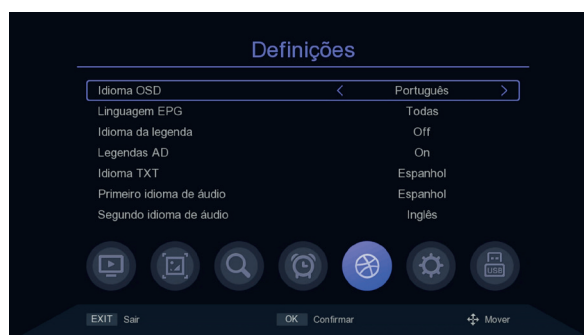 Definições
Idioma OSD Português
Linguagem EPG Todas
Idioma da legenda Off
Legendas AD On
Idioma TXT Espanhol
Primeiro idioma de áudio Espanhol
Segundo idioma de áudio Inglês
USB
EXIT Sair OK Confirmar Mover